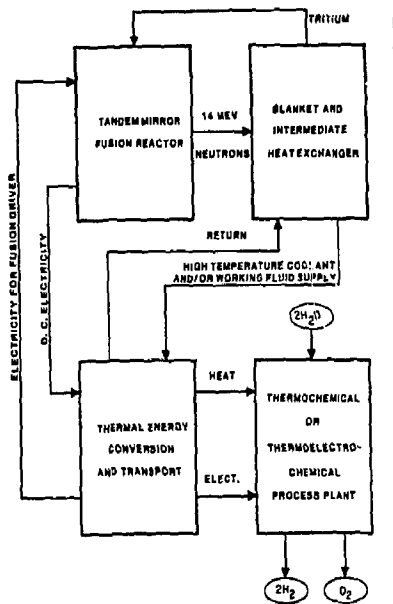 TRITIUM
TANDEM MIRROR
FUSION REACTOR
14 MEV
NEUTRONS
BLANKET AND
INTERMEDIATE
HEAT EXCHANGER
ELECTRICITY FOR FUSION DRIVER
D. C. ELECTRICITY
RETURN
HIGH TEMPERATURE COOLANT
AND/OR WORKING FLUID SUPPLY
2H2O
HEAT
THERMAL ENERGY
CONVERSION
AND TRANSPORT
ELECT.
THERMOCHEMICAL
OR
THERMOELECTRO-
CHEMICAL
PROCESS PLANT
2H2
O2